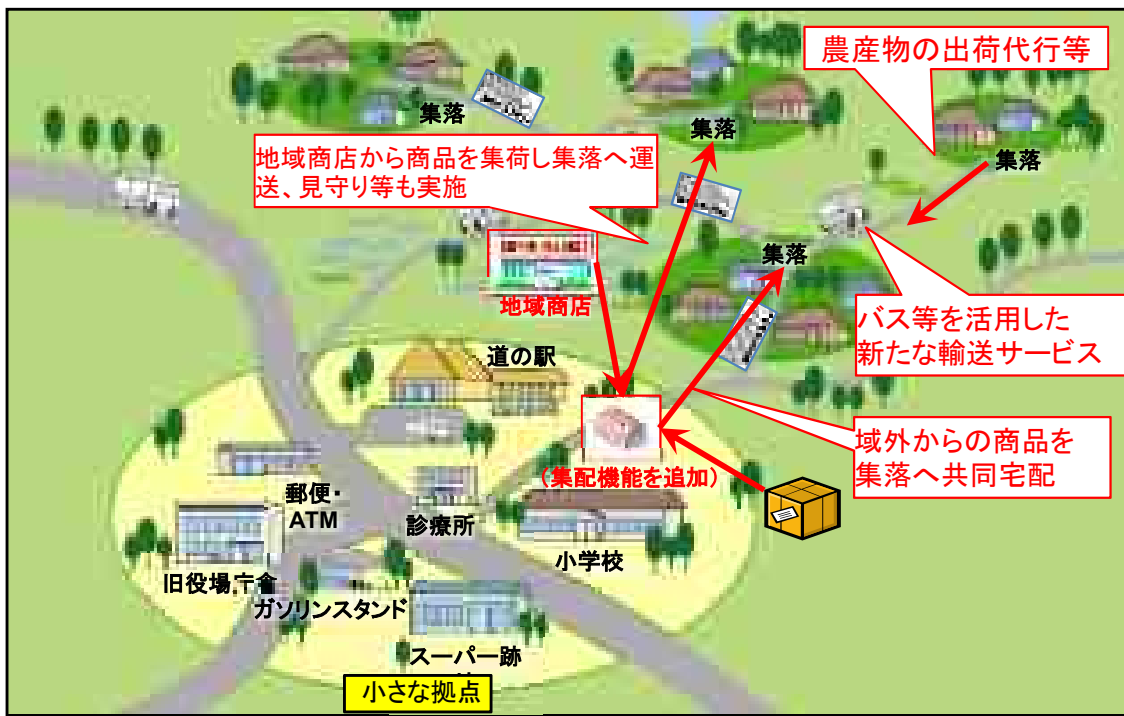 農産物の出荷代行等
集落
集落
集落
地域商店から商品を集荷し集落へ運
送、見守り等も実施
集落
地域商店
バス等を活用した
新たな輸送サービス
道の駅
域外からの商品を
集落へ共同宅配
（集配機能を追加）
郵便・
ATM
診療所
小学校
旧役場庁舎
ガソリンスタンド
スーパー跡
小さな拠点